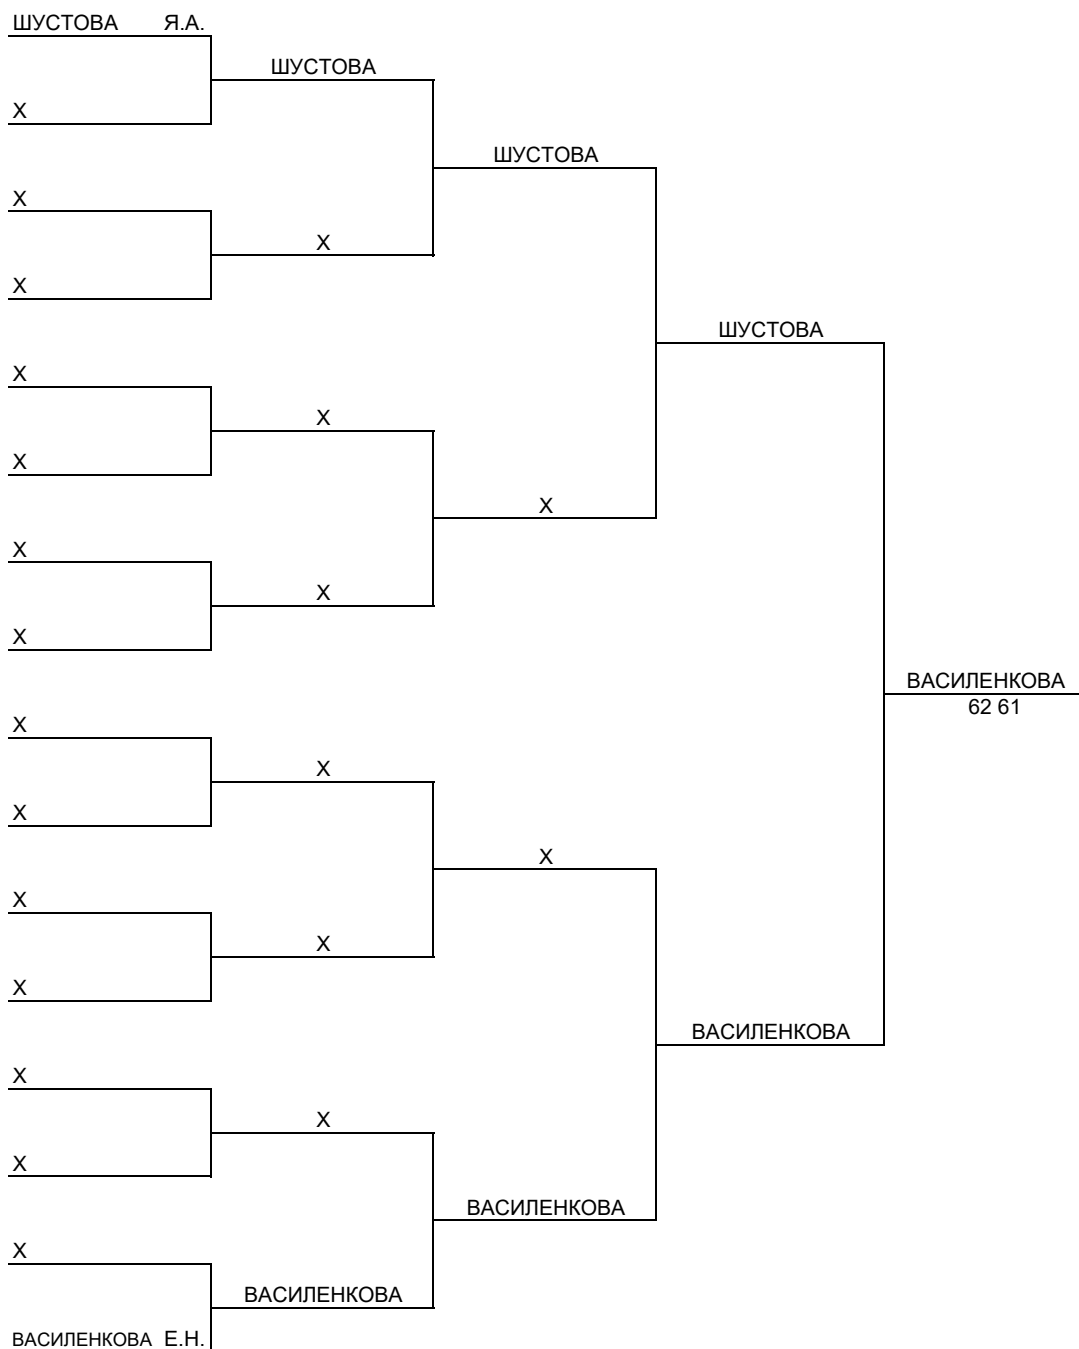 ШУСТОВА Я.А.
ШУСТОВА
Х
ШУСТОВА
Х
Х
Х
ШУСТОВА
Х
Х
Х
Х
Х
Х
Х
ВАСИЛЕНКОВА
62 61
Х
Х
Х
Х
Х
Х
Х
ВАСИЛЕНКОВА
Х
Х
Х
ВАСИЛЕНКОВА
Х
ВАСИЛЕНКОВА
ВАСИЛЕНКОВА Е.Н.